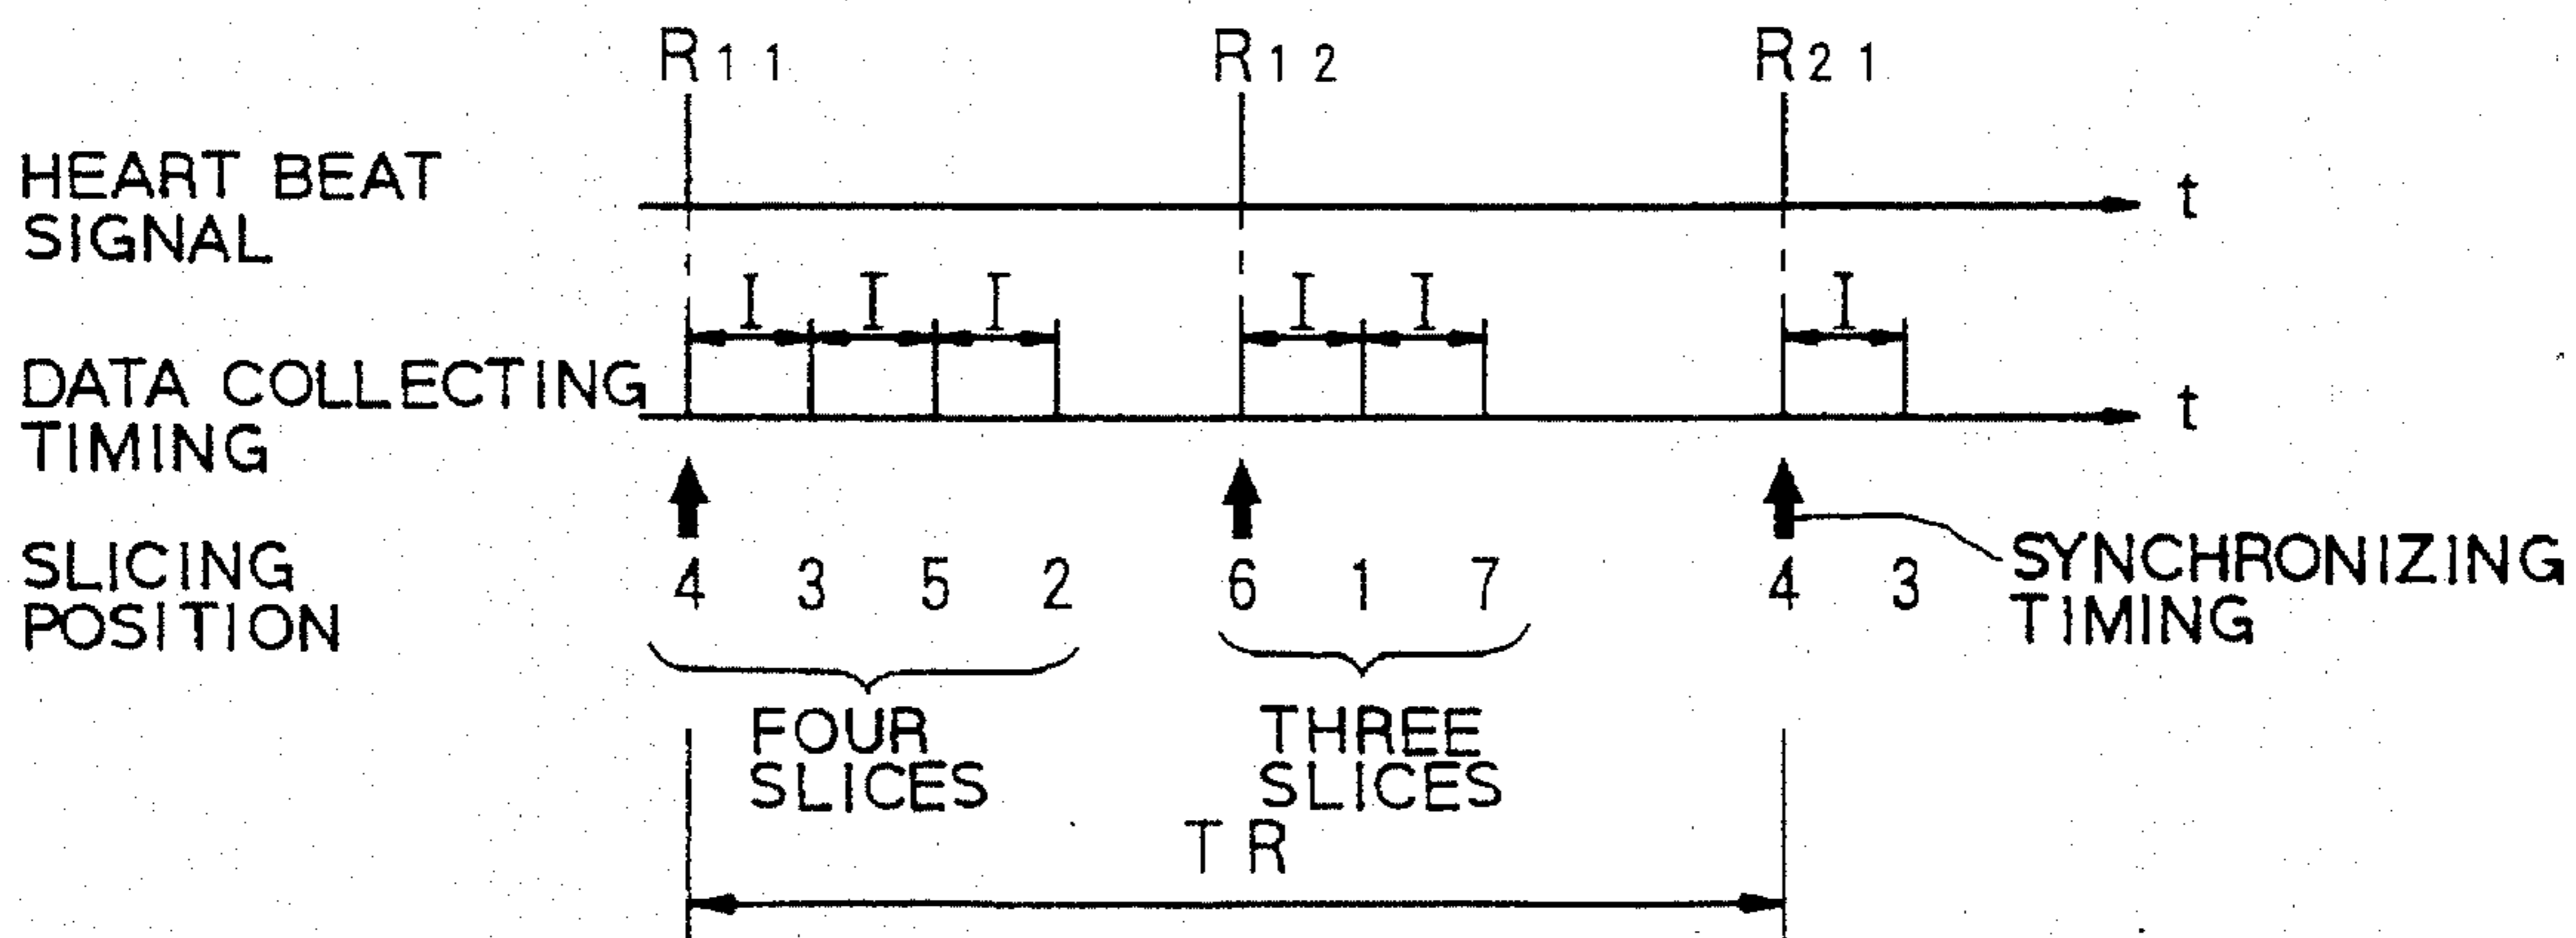 R11 R12 R21
HEART BEAT
SIGNAL
t
I I I I I I
DATA COLLECTING
TIMING
t
SLICING
POSITION
4 3 5 2 6 1 7 4 3
SYNCHRONIZING
TIMING
FOUR
SLICES
THREE
SLICES
TR